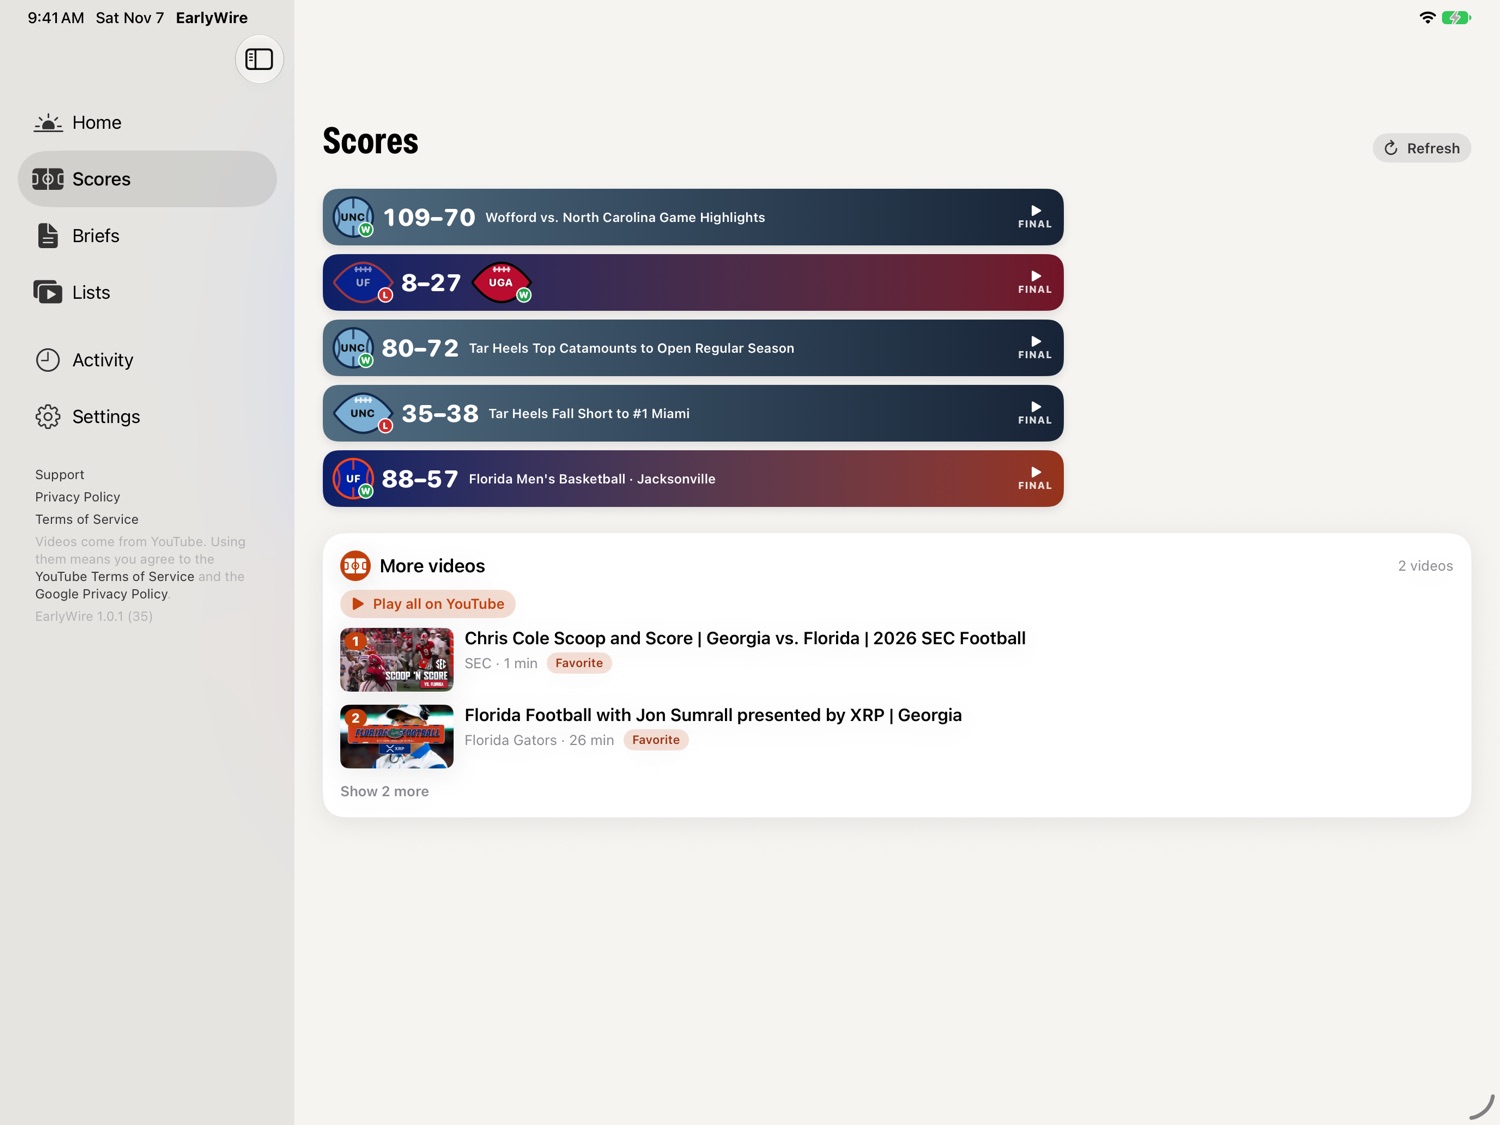 9:41 AM Sat Nov 7 EarlyWire
Home
Scores
Briefs
Lists
Activity
Settings
Support
Privacy Policy
Terms of Service
Videos come from YouTube. Using
them means you agree to the
YouTube Terms of Service and the
Google Privacy Policy.
EarlyWire 1.0.1 (35)
Scores
Refresh
UNC W 109–70 Wofford vs. North Carolina Game Highlights FINAL
UF L 8–27 UGA W FINAL
UNC W 80–72 Tar Heels Top Catamounts to Open Regular Season FINAL
UNC L 35–38 Tar Heels Fall Short to #1 Miami FINAL
UF W 88–57 Florida Men's Basketball · Jacksonville FINAL
More videos
2 videos
Play all on YouTube
1
SCOOP 'N SCORE
VS. FLORIDA
SEC
Chris Cole Scoop and Score | Georgia vs. Florida | 2026 SEC Football
SEC · 1 min Favorite
2
FLORIDA FOOTBALL
XRP
Florida Football with Jon Sumrall presented by XRP | Georgia
Florida Gators · 26 min Favorite
Show 2 more